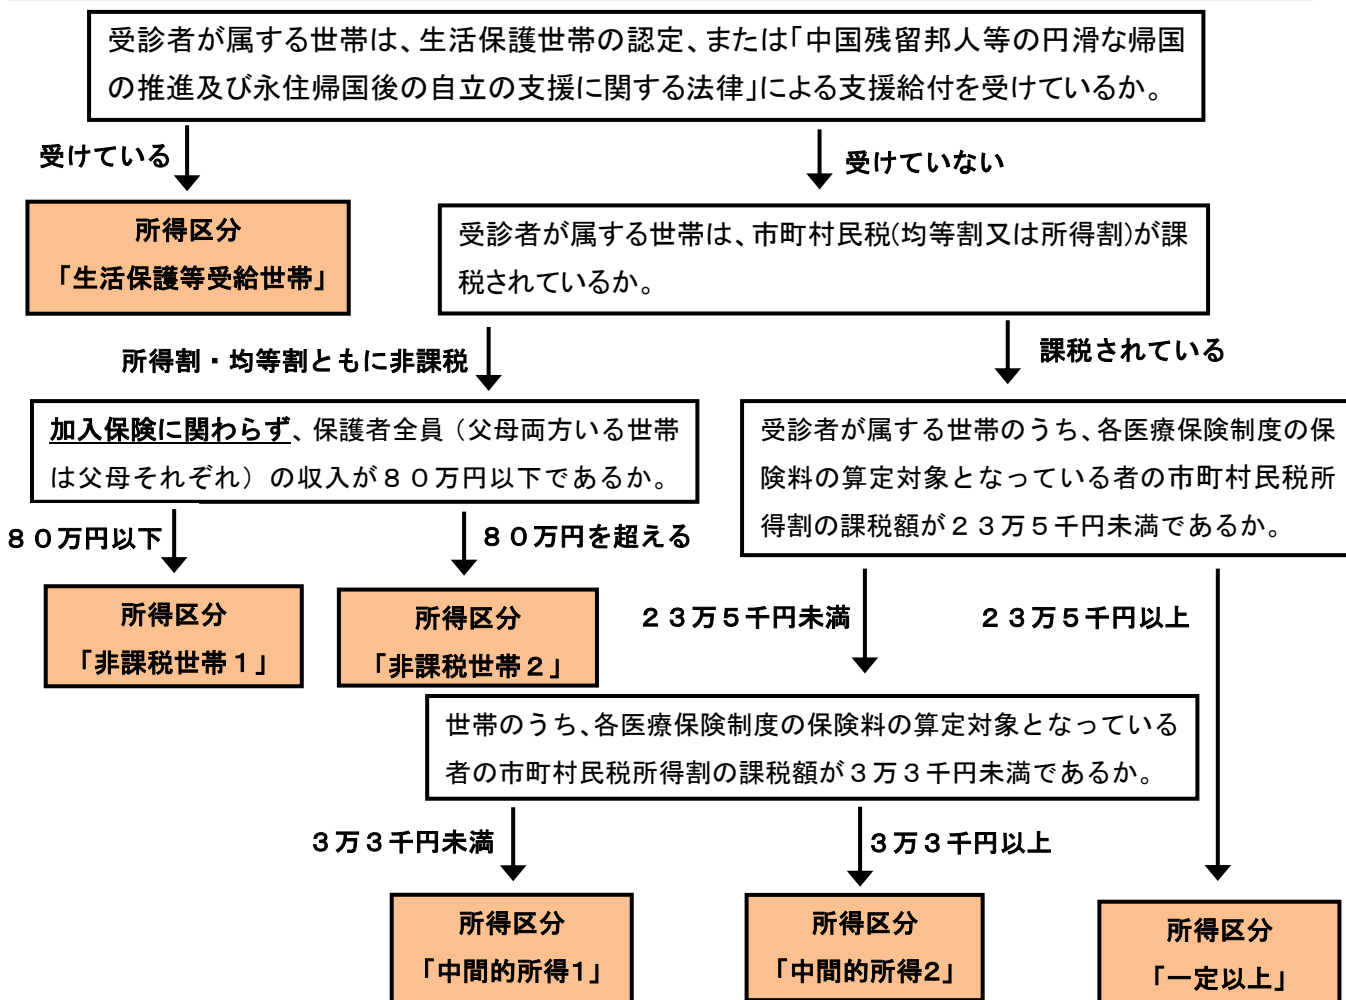 受診者が属する世帯は、生活保護世帯の認定、または「中国残留邦人等の円滑な帰国
の推進及び永住帰国後の自立の支援に関する法律」による支援給付を受けているか。
受けている
受けていない
所得区分
「生活保護等受給世帯」
受診者が属する世帯は、市町村民税(均等割又は所得割)が課
税されているか。
所得割・均等割ともに非課税
課税されている
加入保険に関わらず、保護者全員（父母両方いる世帯
は父母それぞれ）の収入が８０万円以下であるか。
受診者が属する世帯のうち、各医療保険制度の保
険料の算定対象となっている者の市町村民税所
得割の課税額が２３万５千円未満であるか。
８０万円以下
８０万円を超える
所得区分
「非課税世帯１」
所得区分
「非課税世帯２」
２３万５千円未満
２３万５千円以上
世帯のうち、各医療保険制度の保険料の算定対象となっている
者の市町村民税所得割の課税額が３万３千円未満であるか。
３万３千円未満
３万３千円以上
所得区分
「中間的所得1」
所得区分
「中間的所得2」
所得区分
「一定以上」